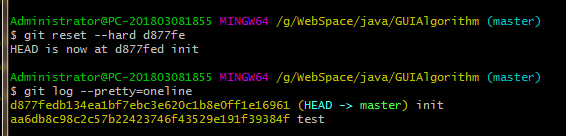 Administrator@PC-201803081855 MINGW64 /g/WebSpace/java/GUIAlgorithm (master)
$ git reset --hard d877fe
HEAD is now at d877fed init
Administrator@PC-201803081855 MINGW64 /g/WebSpace/java/GUIAlgorithm (master)
$ git log --pretty=oneline
d877fedb134ea1bf7ebc3e620c1b8e0ff1e16961 (HEAD -> master) init
aa6db8c98c2c57b22423746f43529e191f39384f test